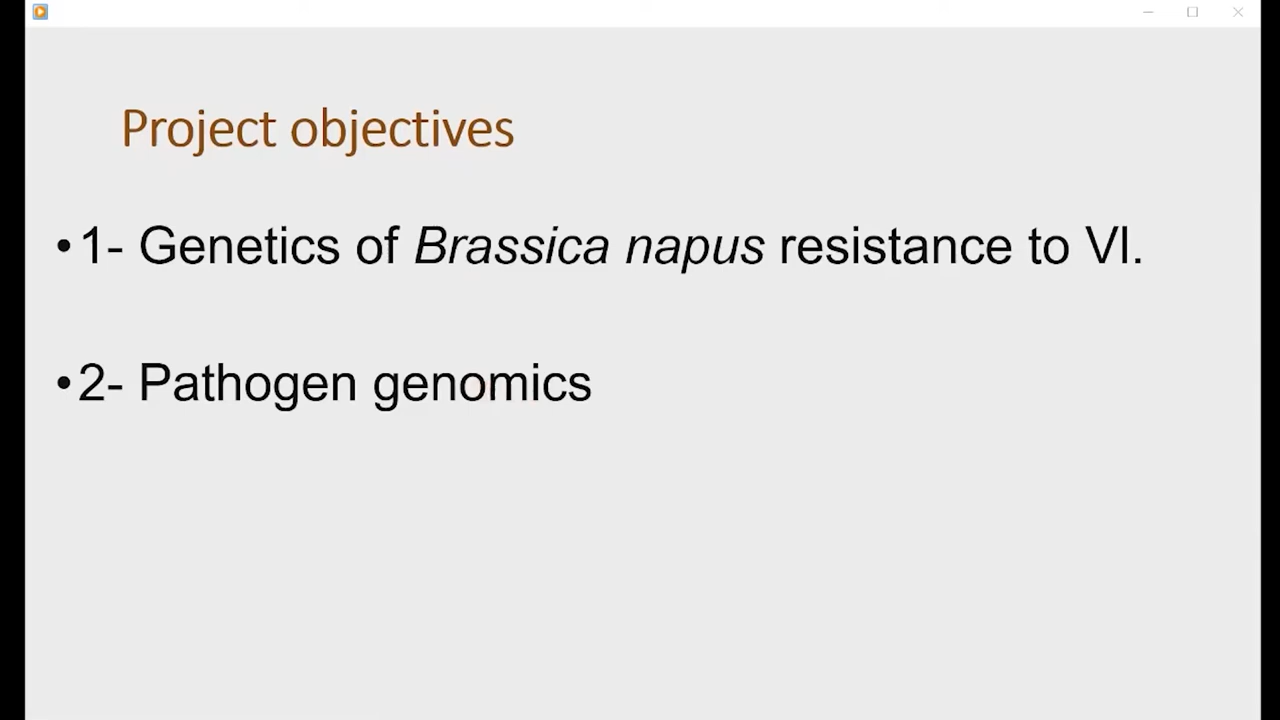 Project objectives
•1- Genetics of Brassica napus resistance to Vl.
•2- Pathogen genomics